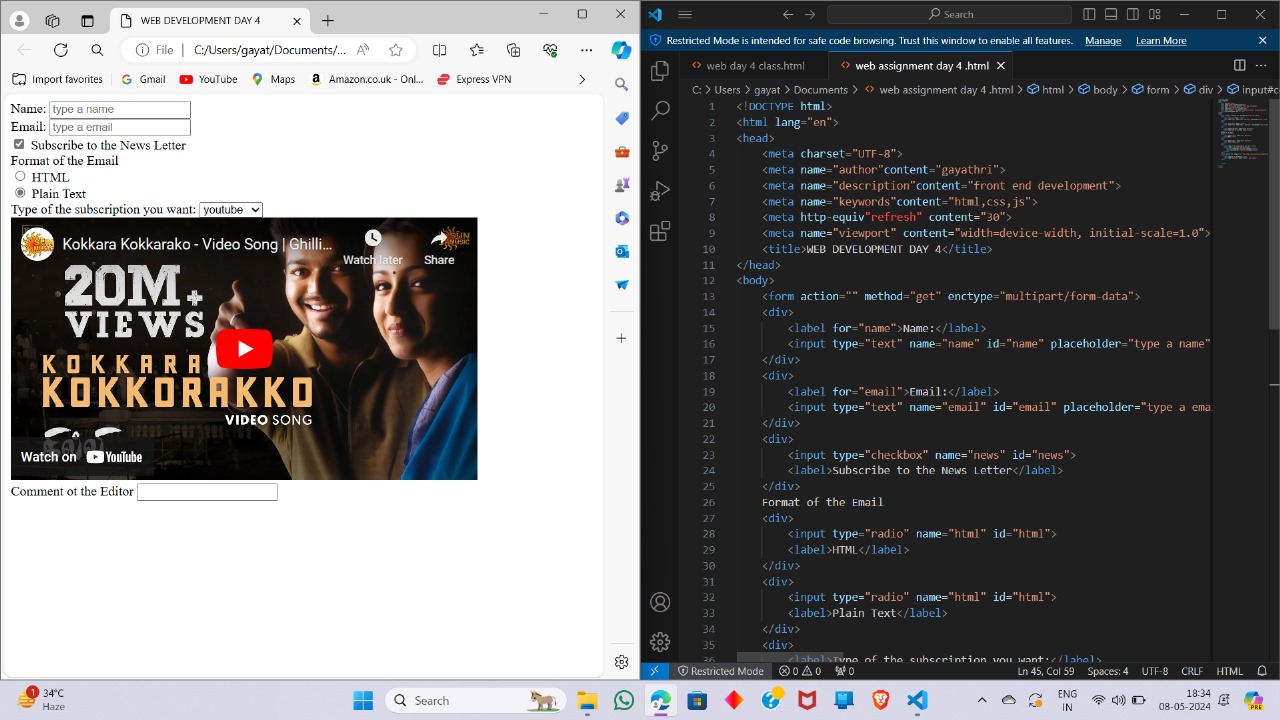 WEB DEVELOPMENT DAY 4
File C:/Users/gayat/Documents/...
Import favorites Gmail YouTube Maps Amazon.co.uk - Onl... Express VPN
Name: type a name
Email: type a email
Subscribe to the News Letter
Format of the Email
HTML
Plain Text
Type of the subscription you want: youtube
Kokkara Kokkarako - Video Song | Ghilli...
Watch later
Share
SUN MUSIC
20M+
VIEWS
KOKKARA
KOKKORAKKO
VIDEO SONG
Watch on YouTube
Comment ot the Editor
Search
Restricted Mode is intended for safe code browsing. Trust this window to enable all features. Manage Learn More
web day 4 class.html web assignment day 4 .html
C: > Users > gayat > Documents > web assignment day 4 .html > html > body > form > div > input#c
1 <!DOCTYPE html>
2 <html lang="en">
3 <head>
4 <meta charset="UTF-8">
5 <meta name="author"content="gayathri">
6 <meta name="description"content="front end development">
7 <meta name="keywords"content="html,css,js">
8 <meta http-equiv"refresh" content="30">
9 <meta name="viewport" content="width=device-width, initial-scale=1.0">
10 <title>WEB DEVELOPMENT DAY 4</title>
11 </head>
12 <body>
13 <form action="" method="get" enctype="multipart/form-data">
14 <div>
15 <label for="name">Name:</label>
16 <input type="text" name="name" id="name" placeholder="type a name"
17 </div>
18 <div>
19 <label for="email">Email:</label>
20 <input type="text" name="email" id="email" placeholder="type a emai
21 </div>
22 <div>
23 <input type="checkbox" name="news" id="news">
24 <label>Subscribe to the News Letter</label>
25 </div>
26 Format of the Email
27 <div>
28 <input type="radio" name="html" id="html">
29 <label>HTML</label>
30 </div>
31 <div>
32 <input type="radio" name="html" id="html">
33 <label>Plain Text</label>
34 </div>
35 <div>
36 <label>Type of the subscription you want:</label>
Restricted Mode 0 0 0 Ln 45, Col 59 Spaces: 4 UTF-8 CRLF HTML
1 34°C
Haze
Search
ENG
IN
18:34
08-05-2024
PRE